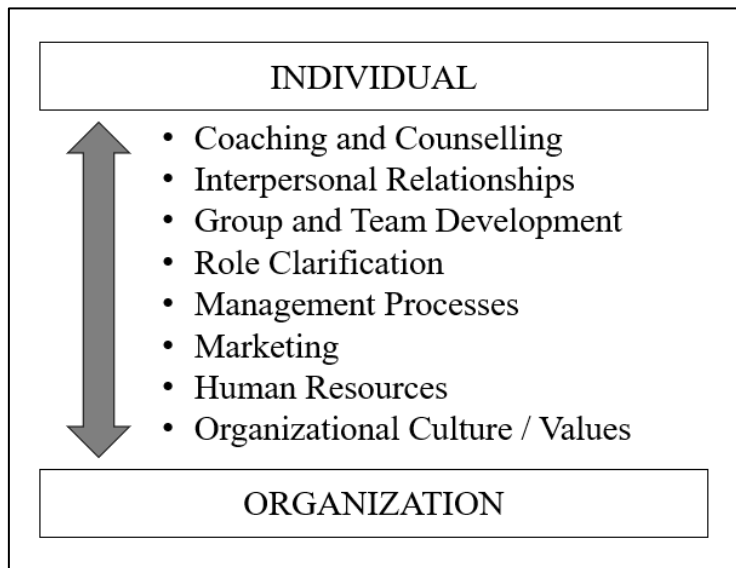 INDIVIDUAL
• Coaching and Counselling
• Interpersonal Relationships
• Group and Team Development
• Role Clarification
• Management Processes
• Marketing
• Human Resources
• Organizational Culture / Values
ORGANIZATION